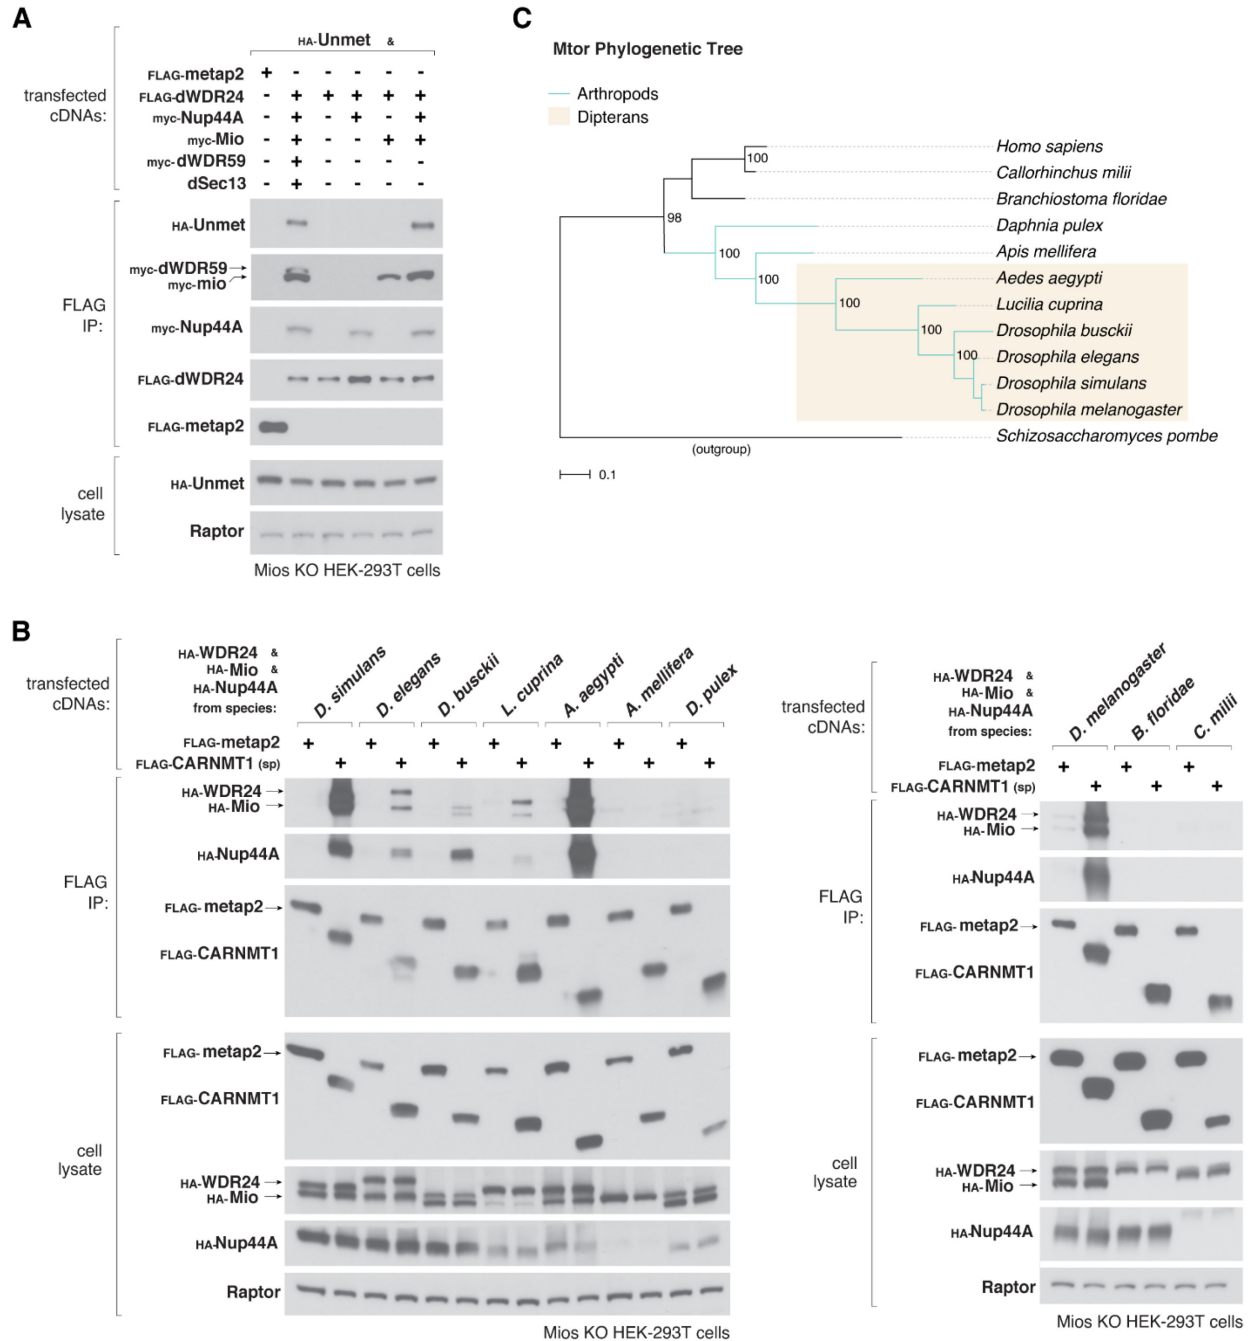 A
HA-Unmet &
transfected
cDNAs:
FLAG-metap2 + - - - - -
FLAG-dWDR24 - + + + + +
myc-Nup44A - + - + - +
myc-Mio - + - - + +
myc-dWDR59 - + - - - -
dSec13 - + - - - -
FLAG
IP:
HA-Unmet
myc-dWDR59
myc-mio
myc-Nup44A
FLAG-dWDR24
FLAG-metap2
cell
lysate
HA-Unmet
Raptor
Mios KO HEK-293T cells
C
Mtor Phylogenetic Tree
Arthropods
Dipterans
Homo sapiens
100
Callorhinchus milii
Branchiostoma floridae
98
Daphnia pulex
100
Apis mellifera
100
Aedes aegypti
100
Lucilia cuprina
100
Drosophila busckii
100
Drosophila elegans
Drosophila simulans
Drosophila melanogaster
Schizosaccharomyces pombe
(outgroup)
0.1
B
transfected
cDNAs:
HA-WDR24 &
HA-Mio &
HA-Nup44A
from species:
D. simulans
D. elegans
D. busckii
L. cuprina
A. aegypti
A. mellifera
D. pulex
FLAG-metap2 + + + + + + +
FLAG-CARNMT1 (sp) + + + + + + +
FLAG
IP:
HA-WDR24
HA-Mio
HA-Nup44A
FLAG-metap2
FLAG-CARNMT1
cell
lysate
FLAG-metap2
FLAG-CARNMT1
HA-WDR24
HA-Mio
HA-Nup44A
Raptor
Mios KO HEK-293T cells
transfected
cDNAs:
HA-WDR24 &
HA-Mio &
HA-Nup44A
from species:
D. melanogaster
B. floridae
C. milii
FLAG-metap2 + + +
FLAG-CARNMT1 (sp) + + +
FLAG
IP:
HA-WDR24
HA-Mio
HA-Nup44A
FLAG-metap2
FLAG-CARNMT1
cell
lysate
FLAG-metap2
FLAG-CARNMT1
HA-WDR24
HA-Mio
HA-Nup44A
Raptor
Mios KO HEK-293T cells